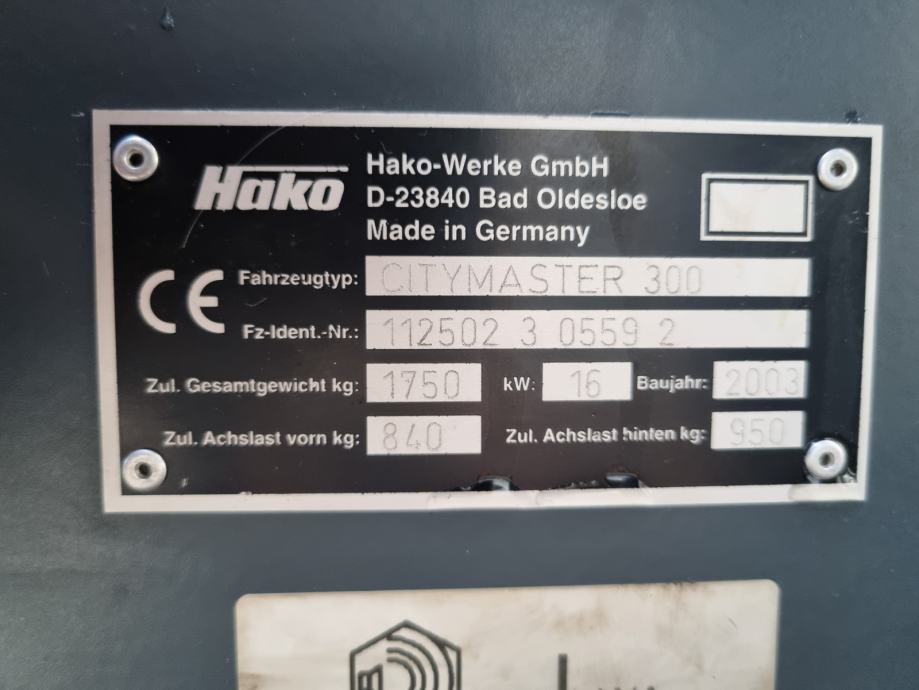 Hako
Hako-Werke GmbH
D-23840 Bad Oldesloe
Made in Germany
CE
Fahrzeugtyp: CITYMASTER 300
Fz-Ident.-Nr.: 112502 3 0559 2
Zul. Gesamtgewicht kg: 1750 kW: 16 Baujahr: 2003
Zul. Achslast vorn kg: 840 Zul. Achslast hinten kg: 950